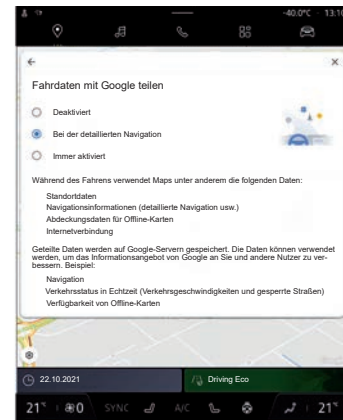 -40.0°C 13:10
Fahrdaten mit Google teilen
Deaktiviert
Bei der detaillierten Navigation
Immer aktiviert
Während des Fahrens verwendet Maps unter anderem die folgenden Daten:
Standortdaten
Navigationsinformationen (detaillierte Navigation usw.)
Abdeckungsdaten für Offline-Karten
Internetverbindung
Geteilte Daten werden auf Google-Servern gespeichert. Die Daten können verwendet
werden, um das Informationsangebot von Google an Sie und andere Nutzer zu ver-
bessern. Beispiel:
Navigation
Verkehrsstatus in Echtzeit (Verkehrsgeschwindigkeiten und gesperrte Straßen)
Verfügbarkeit von Offline-Karten
22.10.2021 Driving Eco
21° 0 SYNC A/C 21°